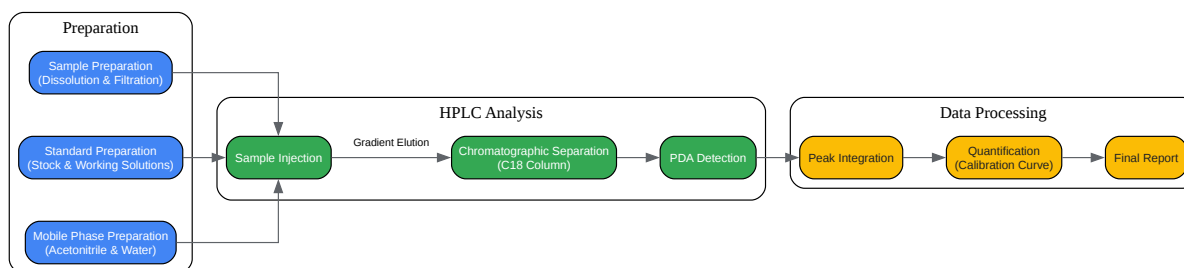 Preparation
Sample Preparation
(Dissolution & Filtration)
Standard Preparation
(Stock & Working Solutions)
Mobile Phase Preparation
(Acetonitrile & Water)
HPLC Analysis
Sample Injection
Gradient Elution
Chromatographic Separation
(C18 Column)
PDA Detection
Data Processing
Peak Integration
Quantification
(Calibration Curve)
Final Report